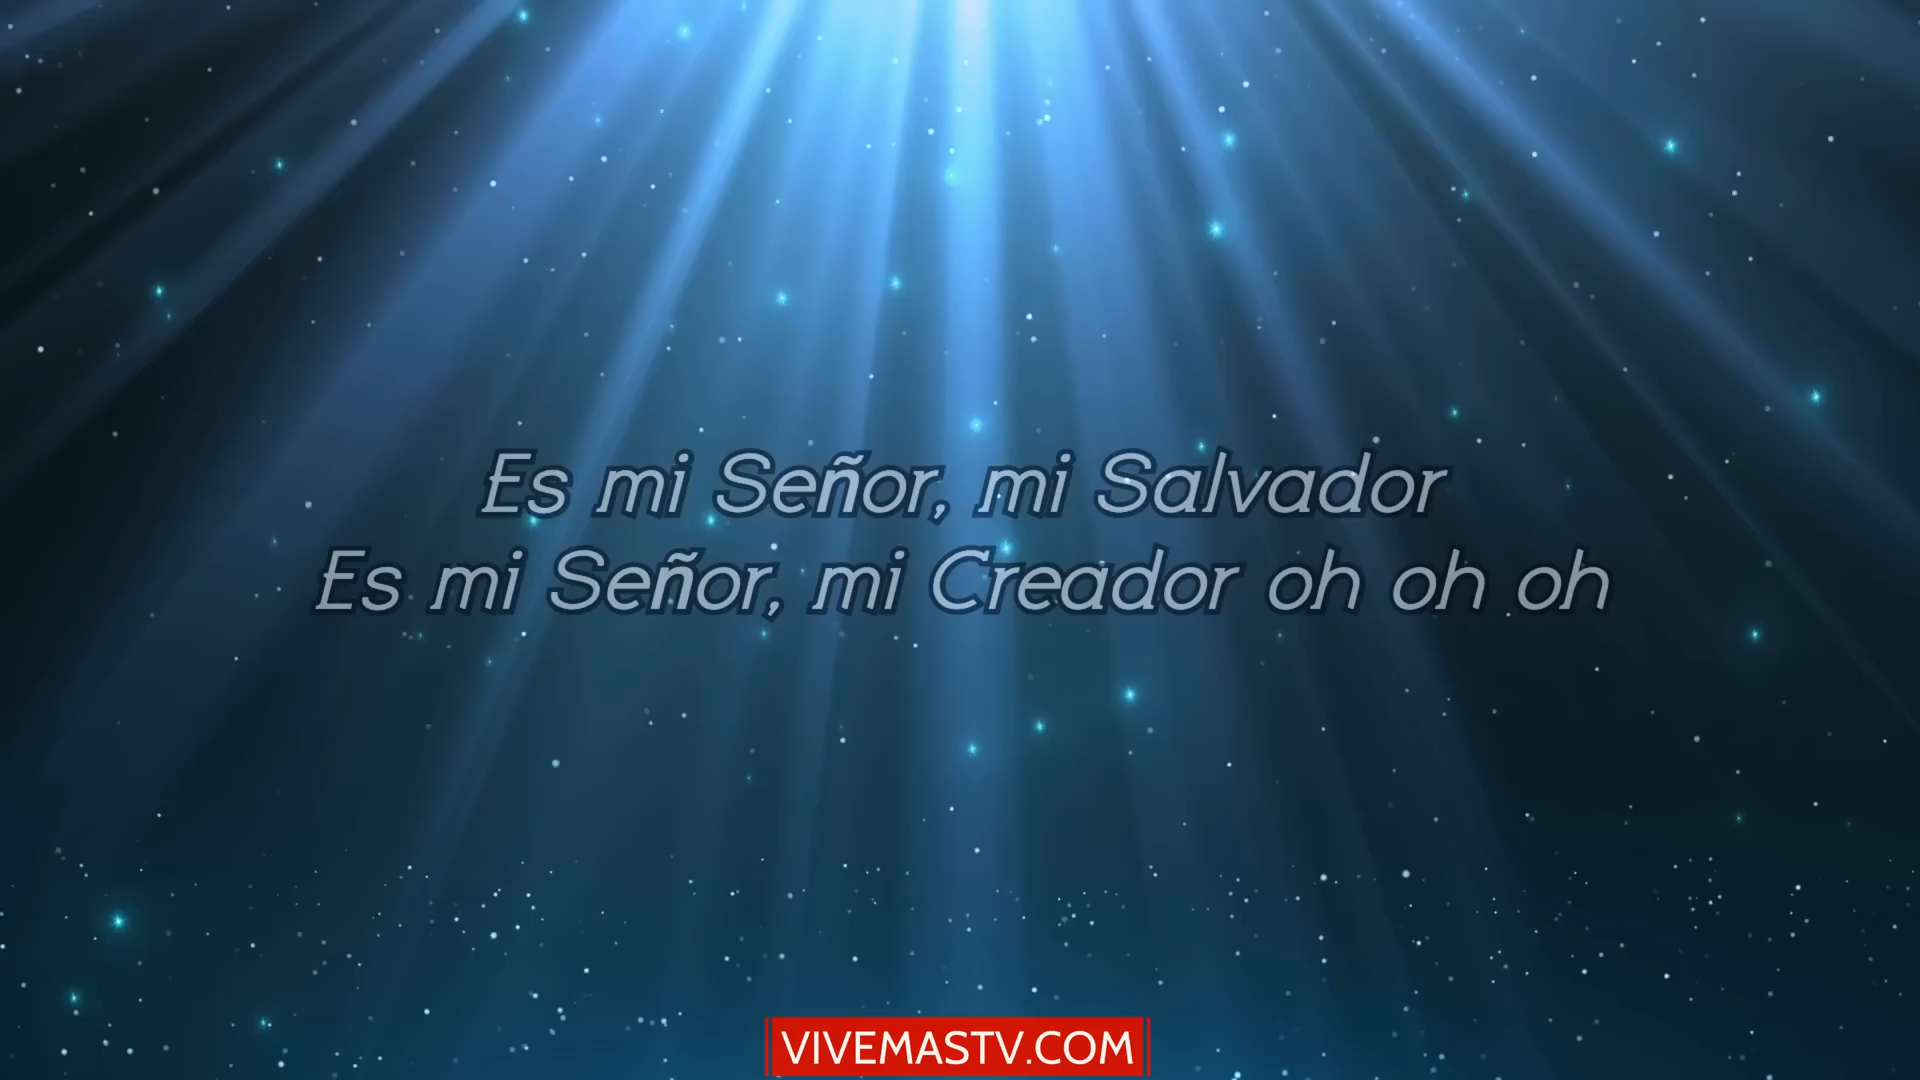 Es mi Señor, mi Salvador
Es mi Señor, mi Creador oh oh oh
VIVEMASTV.COM